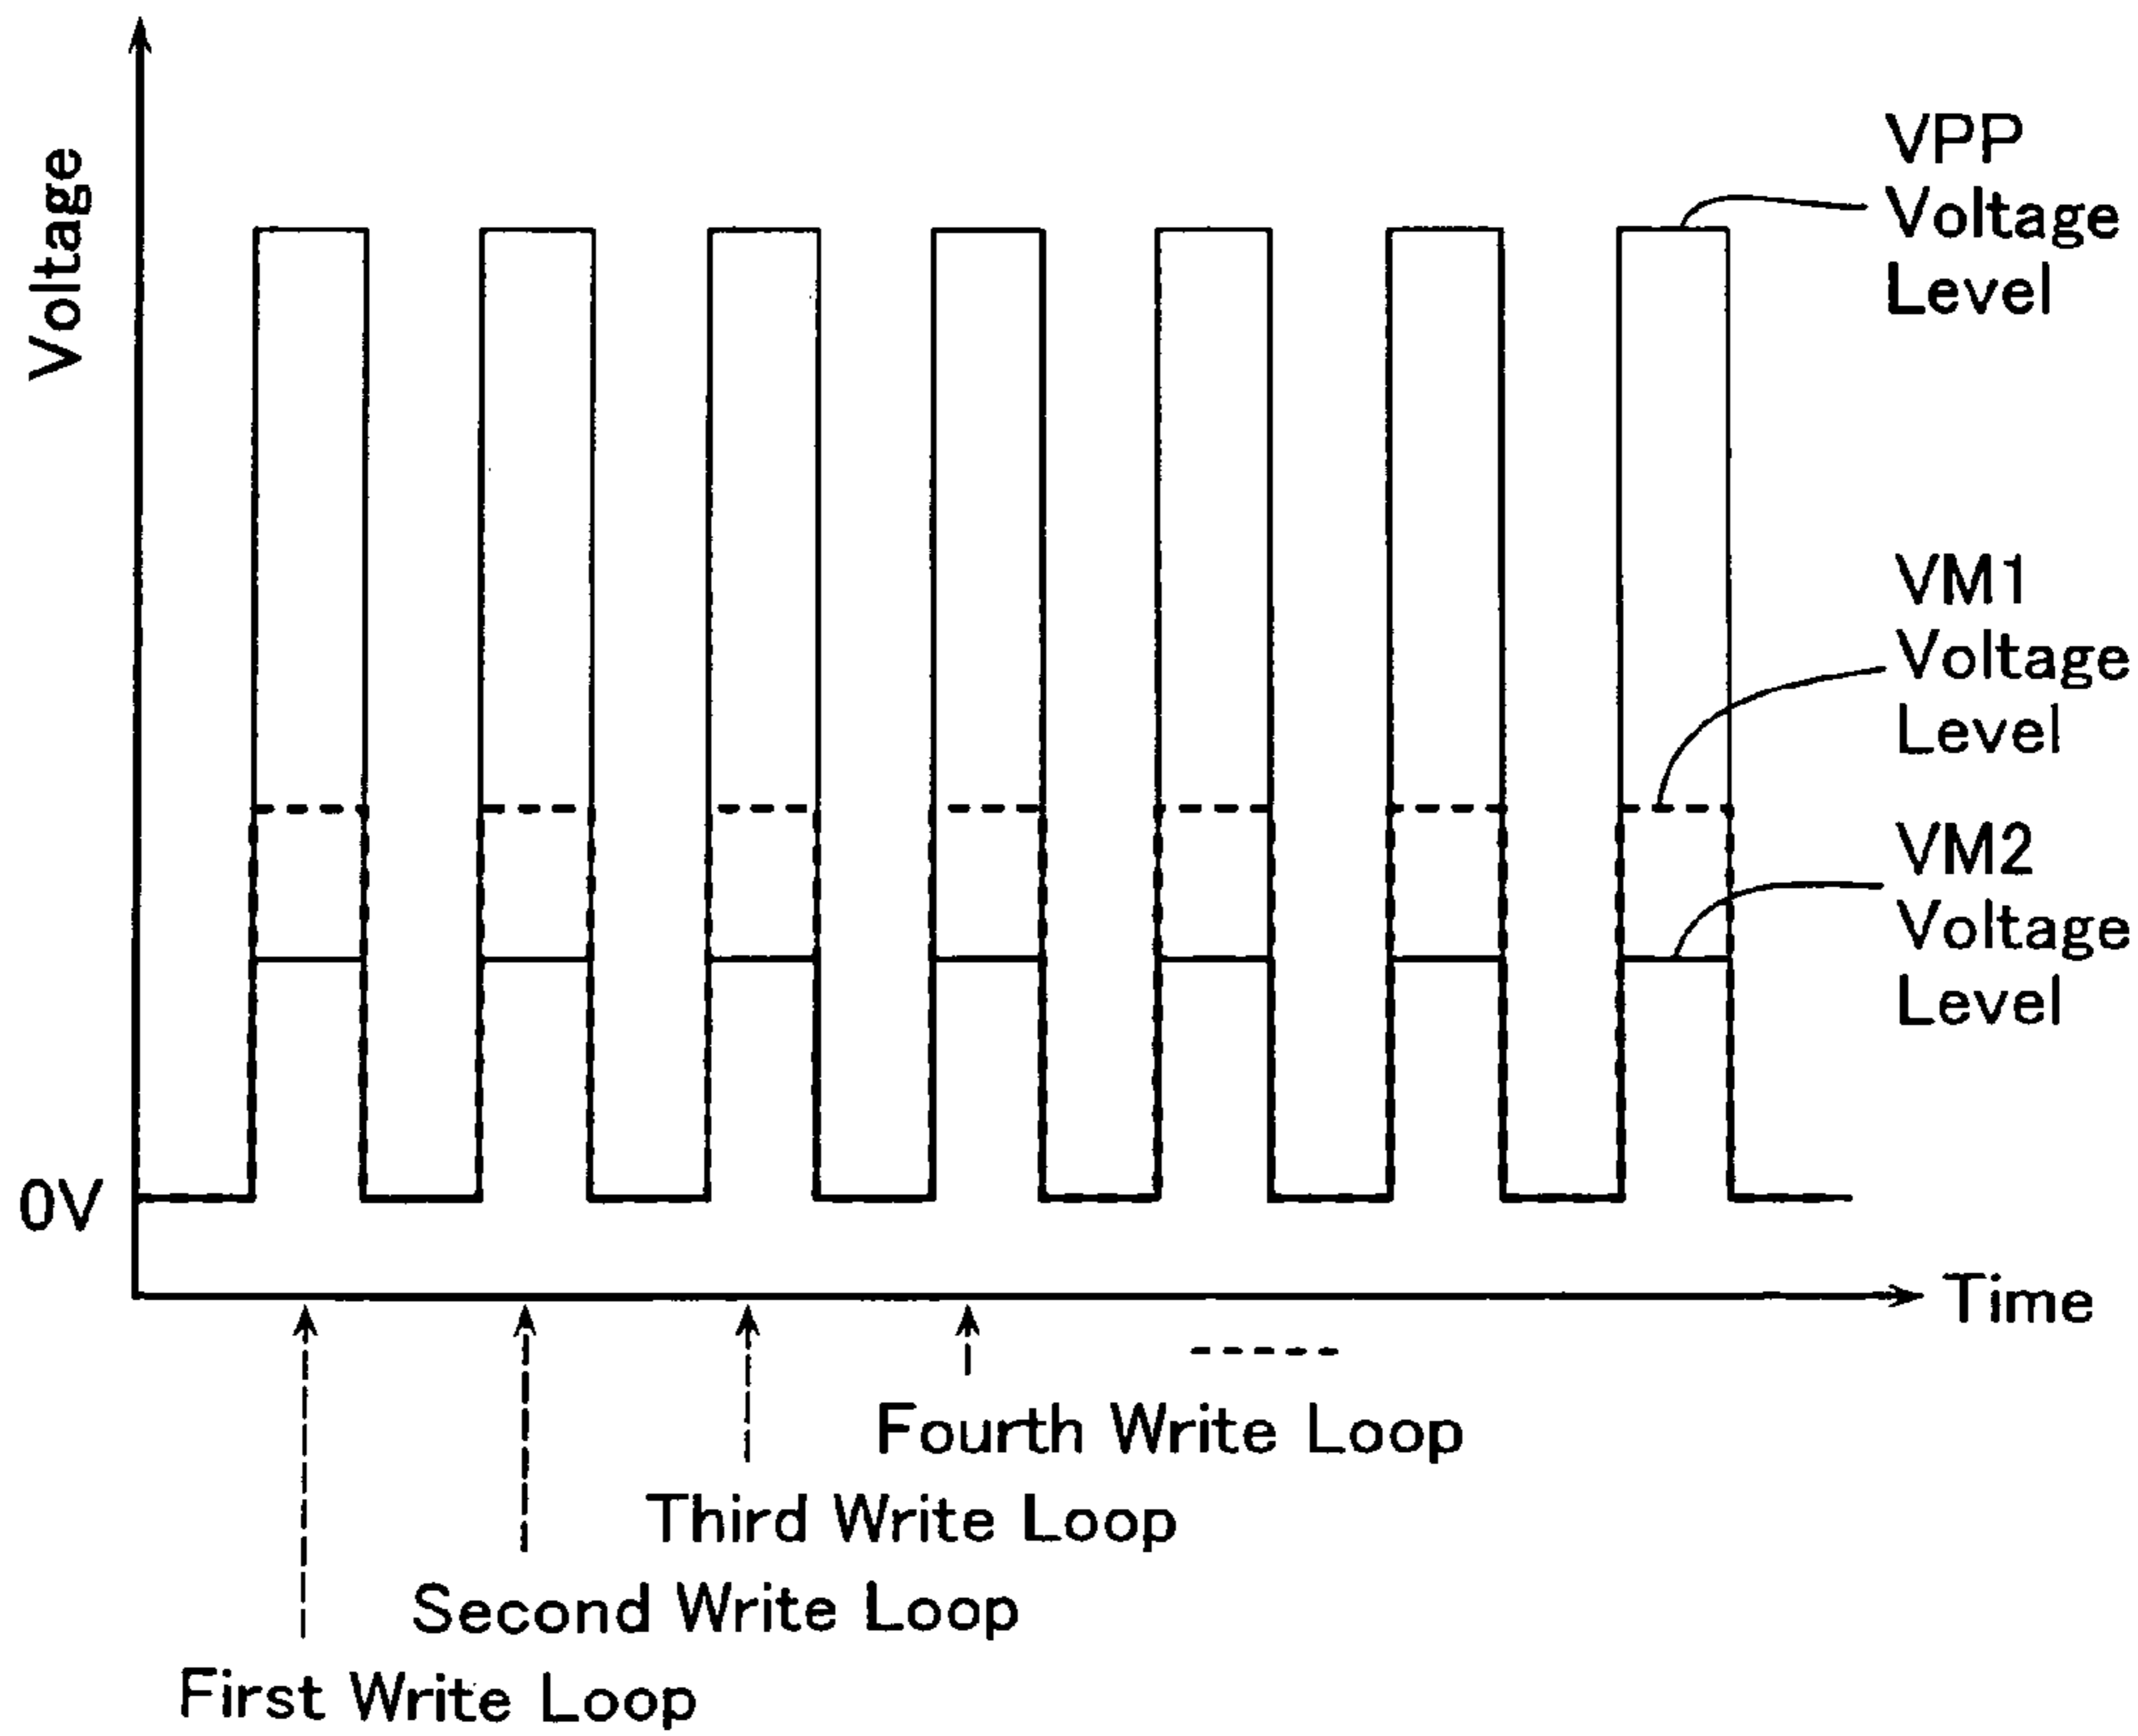 Voltage
VPP
Voltage
Level
VM1
Voltage
Level
VM2
Voltage
Level
0V
Time
Fourth Write Loop
Third Write Loop
Second Write Loop
First Write Loop